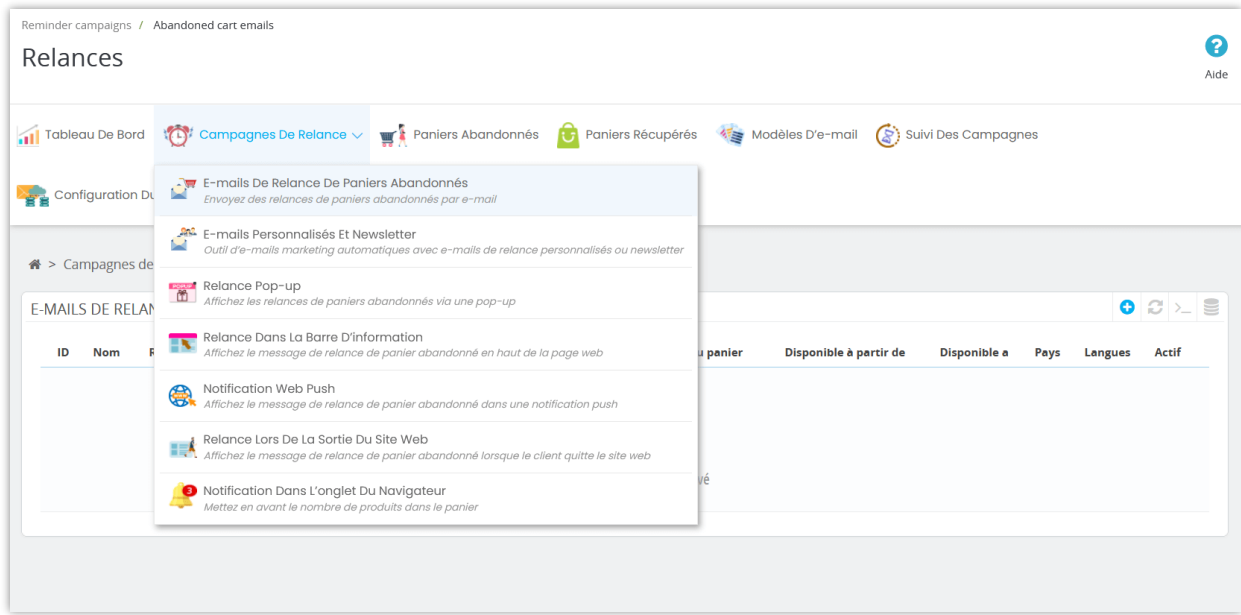 Reminder campaigns / Abandoned cart emails
Relances
?
Aide
Tableau De Bord
Campagnes De Relance
Paniers Abandonnés
Paniers Récupérés
Modèles D'e-mail
Suivi Des Campagnes
Configuration Du
E-mails De Relance De Paniers Abandonnés
Envoyez des relances de paniers abandonnés par e-mail
E-mails Personnalisés Et Newsletter
Outil d'e-mails marketing automatiques avec e-mails de relance personnalisés ou newsletter
POPUP
Relance Pop-up
Affichez les relances de paniers abandonnés via une pop-up
Relance Dans La Barre D'information
Affichez le message de relance de panier abandonné en haut de la page web
Notification Web Push
Affichez le message de relance de panier abandonné dans une notification push
Relance Lors De La Sortie Du Site Web
Affichez le message de relance de panier abandonné lorsque le client quitte le site web
3
Notification Dans L'onglet Du Navigateur
Mettez en avant le nombre de produits dans le panier
> Campagnes de
E-MAILS DE RELAN
>_
ID Nom R u panier Disponible à partir de Disponible a Pays Langues Actif
vé